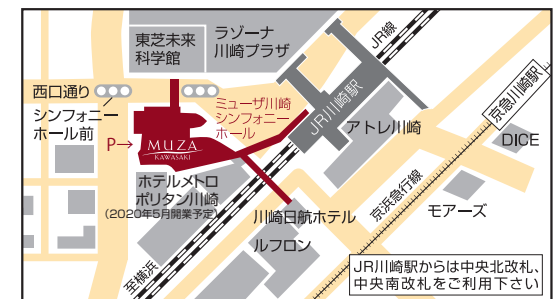 東芝未来
科学館
ラゾーナ
川崎プラザ
JR線
西口通り
シンフォニー
ホール前
ミューザ川崎
シンフォニー
ホール
JR川崎駅
京急川崎駅
アトレ川崎
P→
MUZA
KAWASAKI
DICE
ホテルメトロ
ポリタン川崎
(2020年5月開業予定)
川崎日航ホテル
京浜急行線
モアーズ
ルフロン
至横浜
JR川崎駅からは中央北改札、
中央南改札をご利用下さい